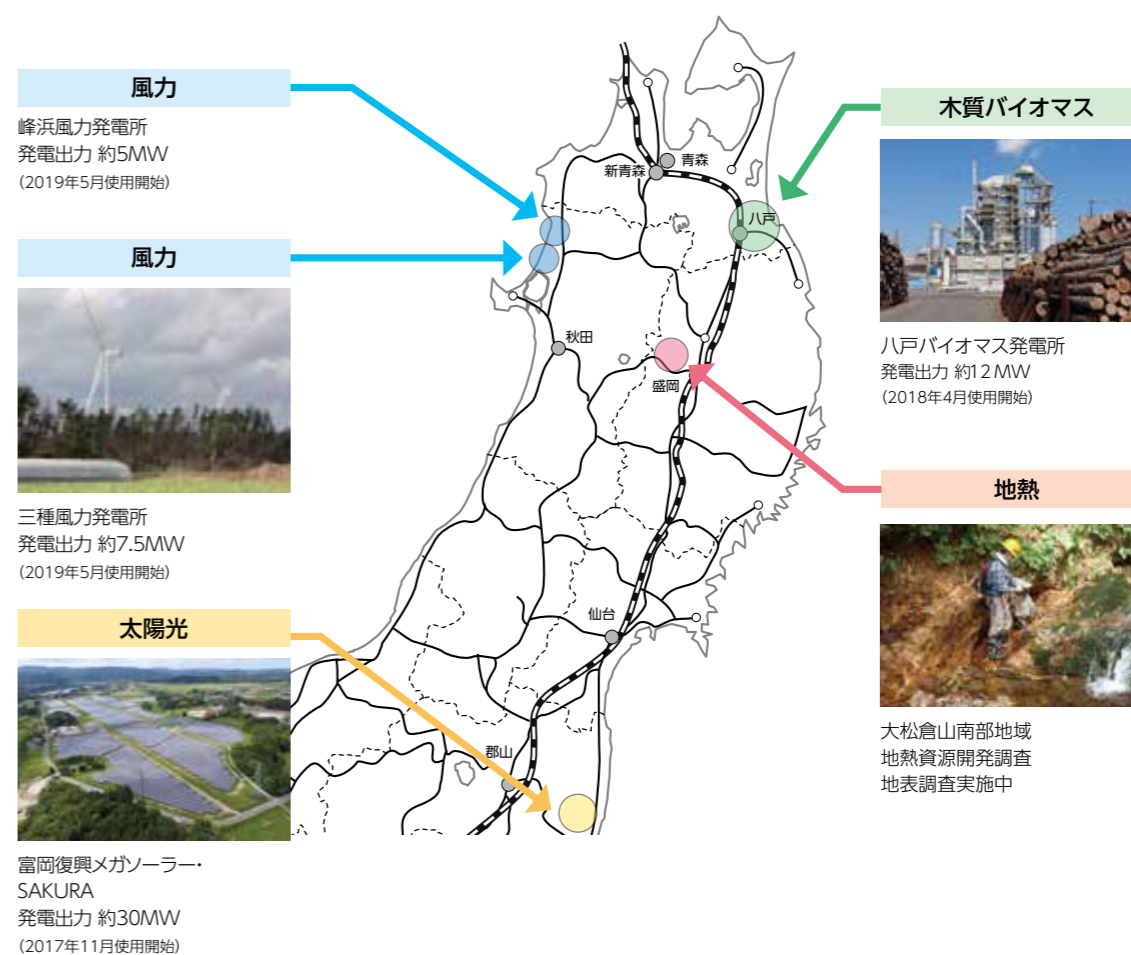 風力
峰浜風力発電所
発電出力 約5MW
（2019年5月使用開始）
風力
三種風力発電所
発電出力 約7.5MW
（2019年5月使用開始）
太陽光
富岡復興メガソーラー・
SAKURA
発電出力 約30MW
（2017年11月使用開始）
青森
新青森
八戸
秋田
盛岡
仙台
郡山
木質バイオマス
八戸バイオマス発電所
発電出力 約12MW
（2018年4月使用開始）
地熱
大松倉山南部地域
地熱資源開発調査
地表調査実施中